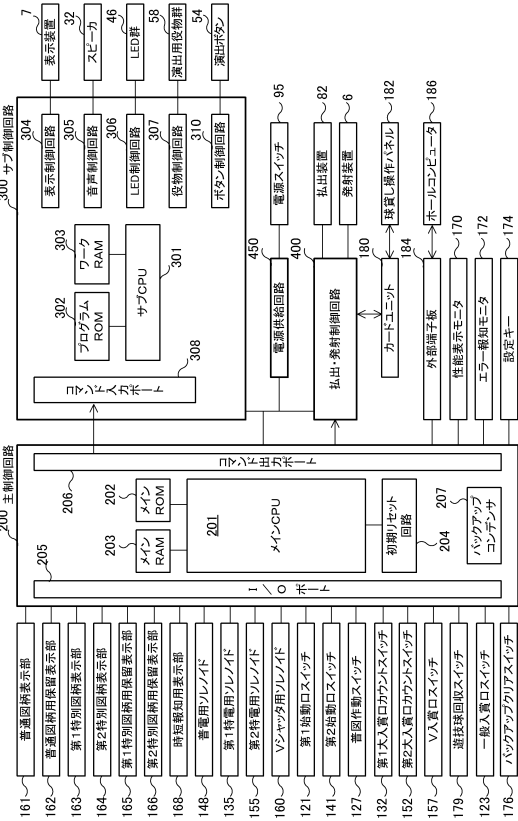 161 普通図柄表示部
162 普通図柄用保留表示部
163 第1特別図柄表示部
164 第2特別図柄表示部
165 第1特別図柄用保留表示部
166 第2特別図柄用保留表示部
168 時短報知用表示部
148 普電用ソレノイド
135 第1特電用ソレノイド
155 第2特電用ソレノイド
160 Vシャッタ用ソレノイド
121 第1始動口スイッチ
141 第2始動口スイッチ
127 普図作動スイッチ
132 第1大入賞口カウントスイッチ
152 第2大入賞口カウントスイッチ
157 V入賞口スイッチ
179 遊技球回収スイッチ
123 一般入賞口スイッチ
176 バックアップクリアスイッチ
200 主制御回路
205
I/Oポート
203 メイン
RAM
202 メイン
ROM
201
メインCPU
初期リセット
回路
204
207
バックアップ
コンデンサ
206
コマンド出力ポート
300 サブ制御回路
308
コマンド入力ポート
302 プログラム
ROM
303 ワーク
RAM
サブCPU 301
304 表示制御回路
305 音声制御回路
306 LED制御回路
307 役物制御回路
310 ボタン制御回路
表示装置 7
スピーカ 32
LED群 46
演出用役物群 58
演出ボタン 54
450 電源供給回路
電源スイッチ 95
400
払出・発射制御回路
払出装置 82
発射装置 6
180 カードユニット
球貸し操作パネル 182
184 外部端子板
ホールコンピュータ 186
性能表示モニタ 170
エラー報知モニタ 172
設定キー 174